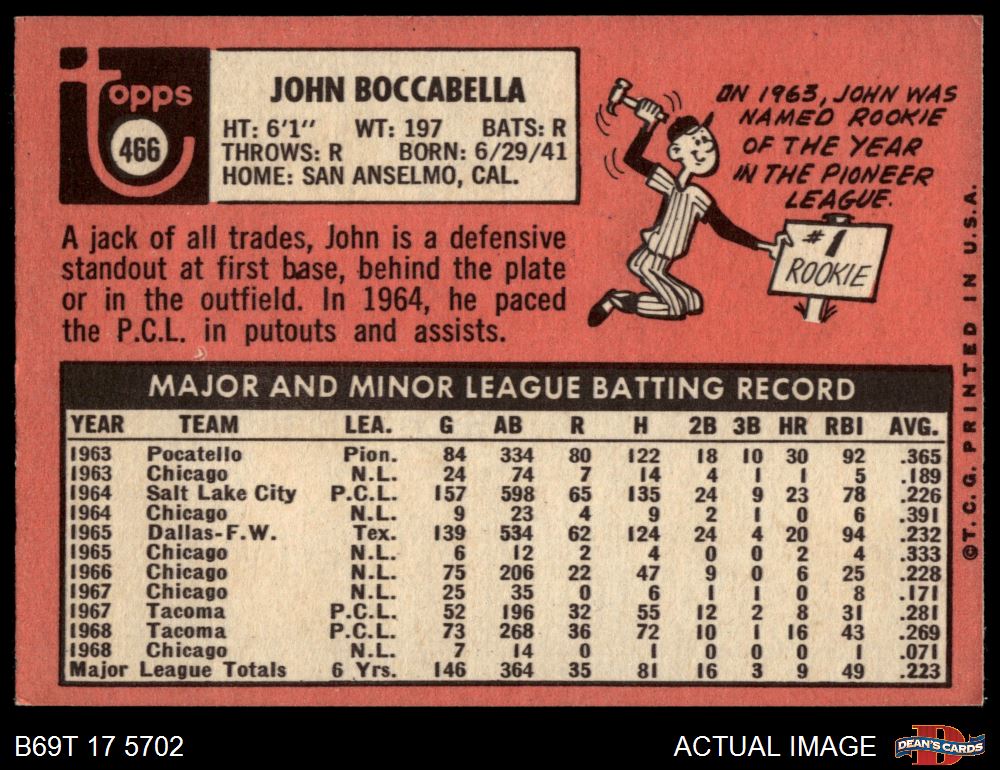 topps
466
JOHN BOCCABELLA
HT: 6'1" WT: 197 BATS: R
THROWS: R BORN: 6/29/41
HOME: SAN ANSELMO, CAL.
A jack of all trades, John is a defensive
standout at first base, behind the plate
or in the outfield. In 1964, he paced
the P.C.L. in putouts and assists.
IN 1963, JOHN WAS
NAMED ROOKIE
OF THE YEAR
IN THE PIONEER
LEAGUE.
#1
ROOKIE
MAJOR AND MINOR LEAGUE BATTING RECORD
YEAR TEAM LEA. G AB R H 2B 3B HR RBI AVG.
1963 Pocatello Pion. 84 334 80 122 18 10 30 92 .365
1963 Chicago N.L. 24 74 7 14 4 1 1 5 .189
1964 Salt Lake City P.C.L. 157 598 65 135 24 9 23 78 .226
1964 Chicago N.L. 9 23 4 9 2 1 0 6 .391
1965 Dallas-F.W. Tex. 139 534 62 124 24 4 20 94 .232
1965 Chicago N.L. 6 12 2 4 0 0 2 4 .333
1966 Chicago N.L. 75 206 22 47 9 0 6 25 .228
1967 Chicago N.L. 25 35 0 6 1 1 0 8 .171
1967 Tacoma P.C.L. 52 196 32 55 12 2 8 31 .281
1968 Tacoma P.C.L. 73 268 36 72 10 1 16 43 .269
1968 Chicago N.L. 7 14 0 1 0 0 0 1 .071
Major League Totals 6 Yrs. 146 364 35 81 16 3 9 49 .223
©T.C.G. PRINTED IN U.S.A.
B69T 17 5702
ACTUAL IMAGE
DEAN'S CARDS